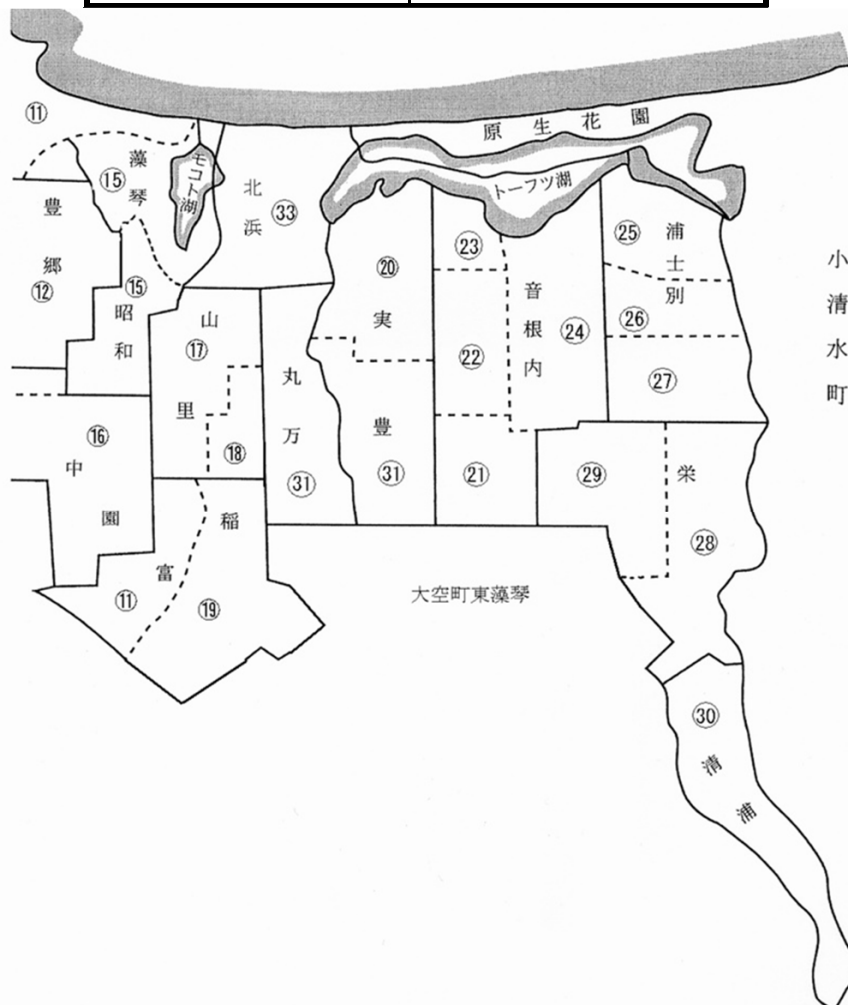 ⑪
原生花園
藻琴
⑮
モコト湖
北浜
㉝
トーフツ湖
豊郷
⑫
⑮
昭和
⑳
実
㉓
㉕
浦士別
小清水町
山里
⑰
音根内
㉔
㉖
㉒
㉗
丸万
豊
⑯
中園
⑱
㉛
㉛
㉑
㉙
栄
稲富
㉘
⑪
⑲
大空町東藻琴
㉚
清浦